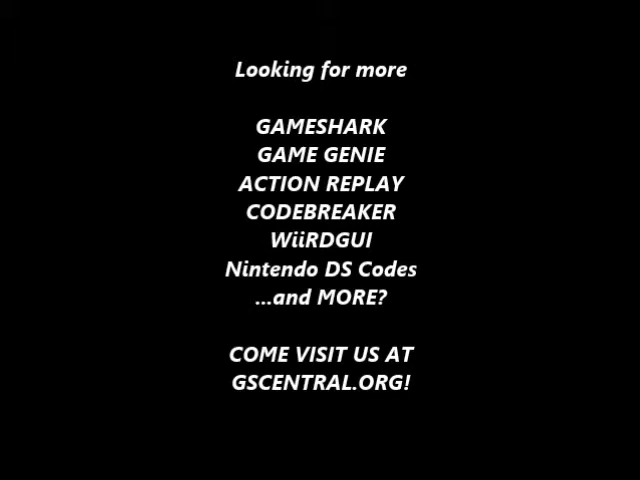 Looking for more
GAMESHARK
GAME GENIE
ACTION REPLAY
CODEBREAKER
WiiRDGUI
Nintendo DS Codes
...and MORE?
COME VISIT US AT
GSCENTRAL.ORG!